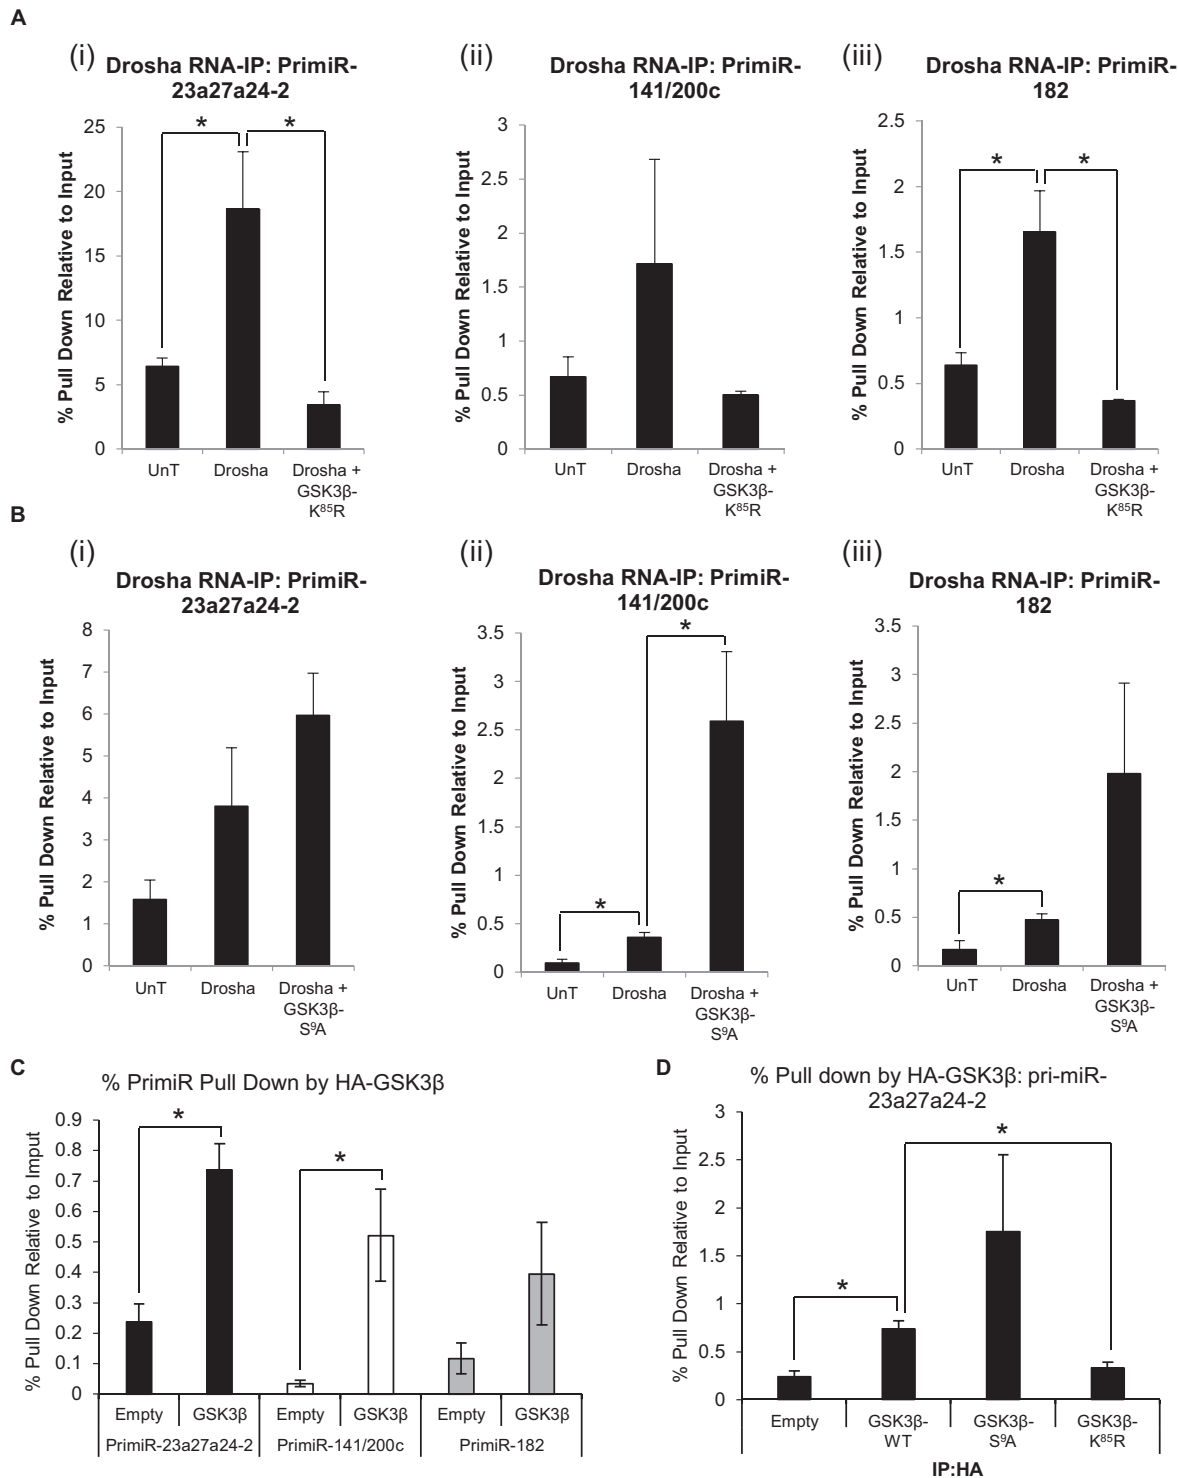 A
(i)
Drosha RNA-IP: PrimiR-
23a27a24-2
% Pull Down Relative to Input
25
20
15
10
5
0
*
*
UnT
Drosha
Drosha +
GSK3β-
K⁸⁵R
(ii)
Drosha RNA-IP: PrimiR-
141/200c
% Pull Down Relative to Input
3
2.5
2
1.5
1
0.5
0
UnT
Drosha
Drosha +
GSK3β-
K⁸⁵R
(iii)
Drosha RNA-IP: PrimiR-
182
% Pull Down Relative to Input
2.5
2
1.5
1
0.5
0
*
*
UnT
Drosha
Drosha +
GSK3β-
K⁸⁵R
B
(i)
Drosha RNA-IP: PrimiR-
23a27a24-2
% Pull Down Relative to Input
8
7
6
5
4
3
2
1
0
UnT
Drosha
Drosha +
GSK3β-
S⁹A
(ii)
Drosha RNA-IP: PrimiR-
141/200c
% Pull Down Relative to Input
3.5
3
2.5
2
1.5
1
0.5
0
*
*
UnT
Drosha
Drosha +
GSK3β-
S⁹A
(iii)
Drosha RNA-IP: PrimiR-
182
% Pull Down Relative to Input
3.5
3
2.5
2
1.5
1
0.5
0
*
UnT
Drosha
Drosha +
GSK3β-
S⁹A
C
% PrimiR Pull Down by HA-GSK3β
% Pull Down Relative to Imput
0.9
0.8
0.7
0.6
0.5
0.4
0.3
0.2
0.1
0
*
*
Empty
GSK3β
Empty
GSK3β
Empty
GSK3β
PrimiR-23a27a24-2
PrimiR-141/200c
PrimiR-182
D
% Pull down by HA-GSK3β: pri-miR-
23a27a24-2
% Pull Down Relative to Input
3
2.5
2
1.5
1
0.5
0
*
*
Empty
GSK3β-
WT
GSK3β-
S⁹A
GSK3β-
K⁸⁵R
IP:HA